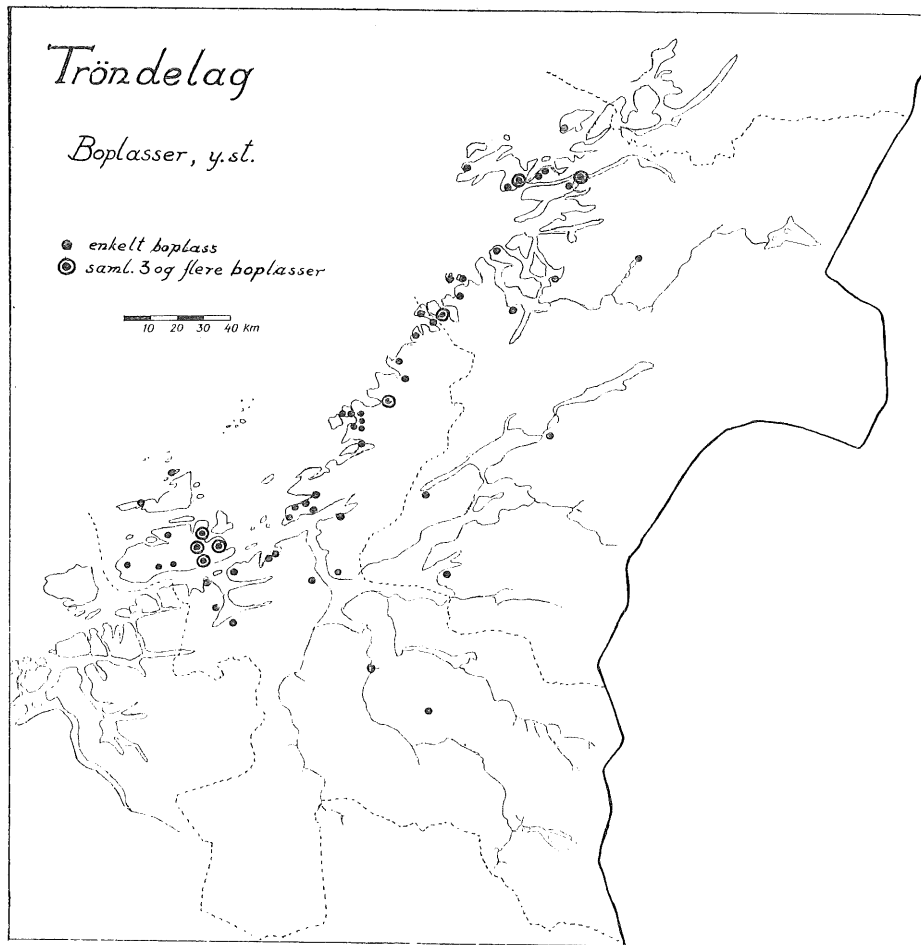 Tröndelag
Boplasser, y.st.
enkelt boplass
saml. 3 og flere boplasser
10 20 30 40 Km